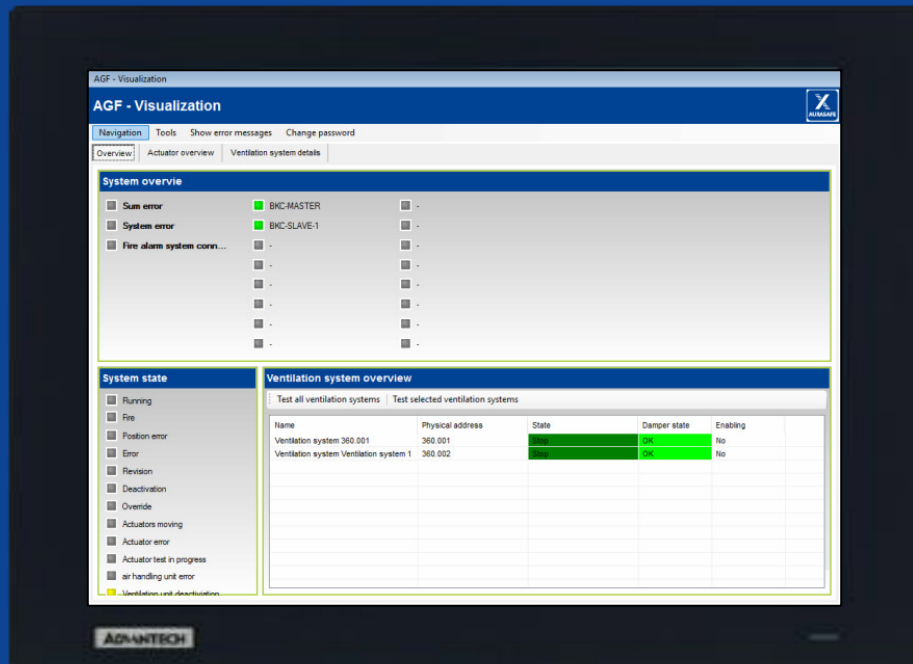 AGF - Visualization
AGF - Visualization
AURASAFE
Navigation Tools Show error messages Change password
Overview Actuator overview Ventilation system details
System overvie
Sum error BKC-MASTER -
System error BKC-SLAVE-1 -
Fire alarm system conn... - -
- -
- -
- -
- -
- -
System state
Running
Fire
Position error
Error
Revision
Deactivation
Override
Actuators moving
Actuator error
Actuator test in progress
air handling unit error
Ventilation unit deactiviation
Ventilation system overview
Test all ventilation systems Test selected ventilation systems
Name Physical address State Damper state Enabling
Ventilation system 360.001 360.001 Stop OK No
Ventilation system Ventilation system 1 360.002 Stop OK No
ADVANTECH